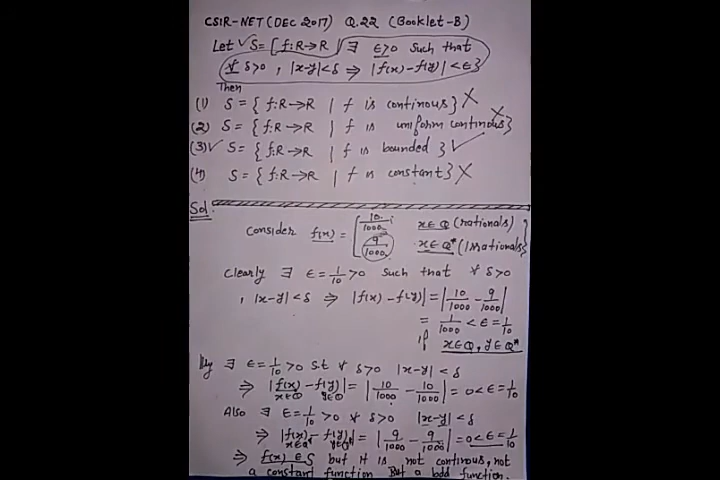 CSIR-NET (DEC 2017) Q.22 (Booklet-B)
Let ✓ S = { f:R→R | ∃ ε>0 such that
∀ δ>0 , |x-y|<δ ⇒ |f(x)-f(y)|<ε}
Then
(1) S = { f:R→R | f is continous} X
(2) S = { f:R→R | f is uniform continous} X
(3) ✓ S = { f:R→R | f is bounded } ✓
(4) S = { f:R→R | f is constant} X
Sol.
Consider f(x) = [ 10/1000 ; x∈Q (rationals)
9/1000 x∈Q* (Irrationals)
Clearly ∃ ε = 1/10 >0 such that ∀ δ>0
, |x-y|<δ ⇒ |f(x)-f(y)| = |10/1000 - 9/1000|
= 1/1000 < ε = 1/10
if x∈Q, y∈Q*
lly ∃ ε = 1/10 >0 s.t ∀ δ>0 |x-y|<δ
⇒ |f(x) - f(y)| = |10/1000 - 10/1000| = 0<ε = 1/10
x∈Q y∈Q
Also ∃ ε = 1/10 >0 ∀ δ>0 |x-y|<δ
⇒ |f(x) - f(y)| = |9/1000 - 9/1000| = 0<ε = 1/10
x∈Q* y∈Q*
⇒ f(x) ∈ S but it is not continous, not
a constant function But a bdd function.